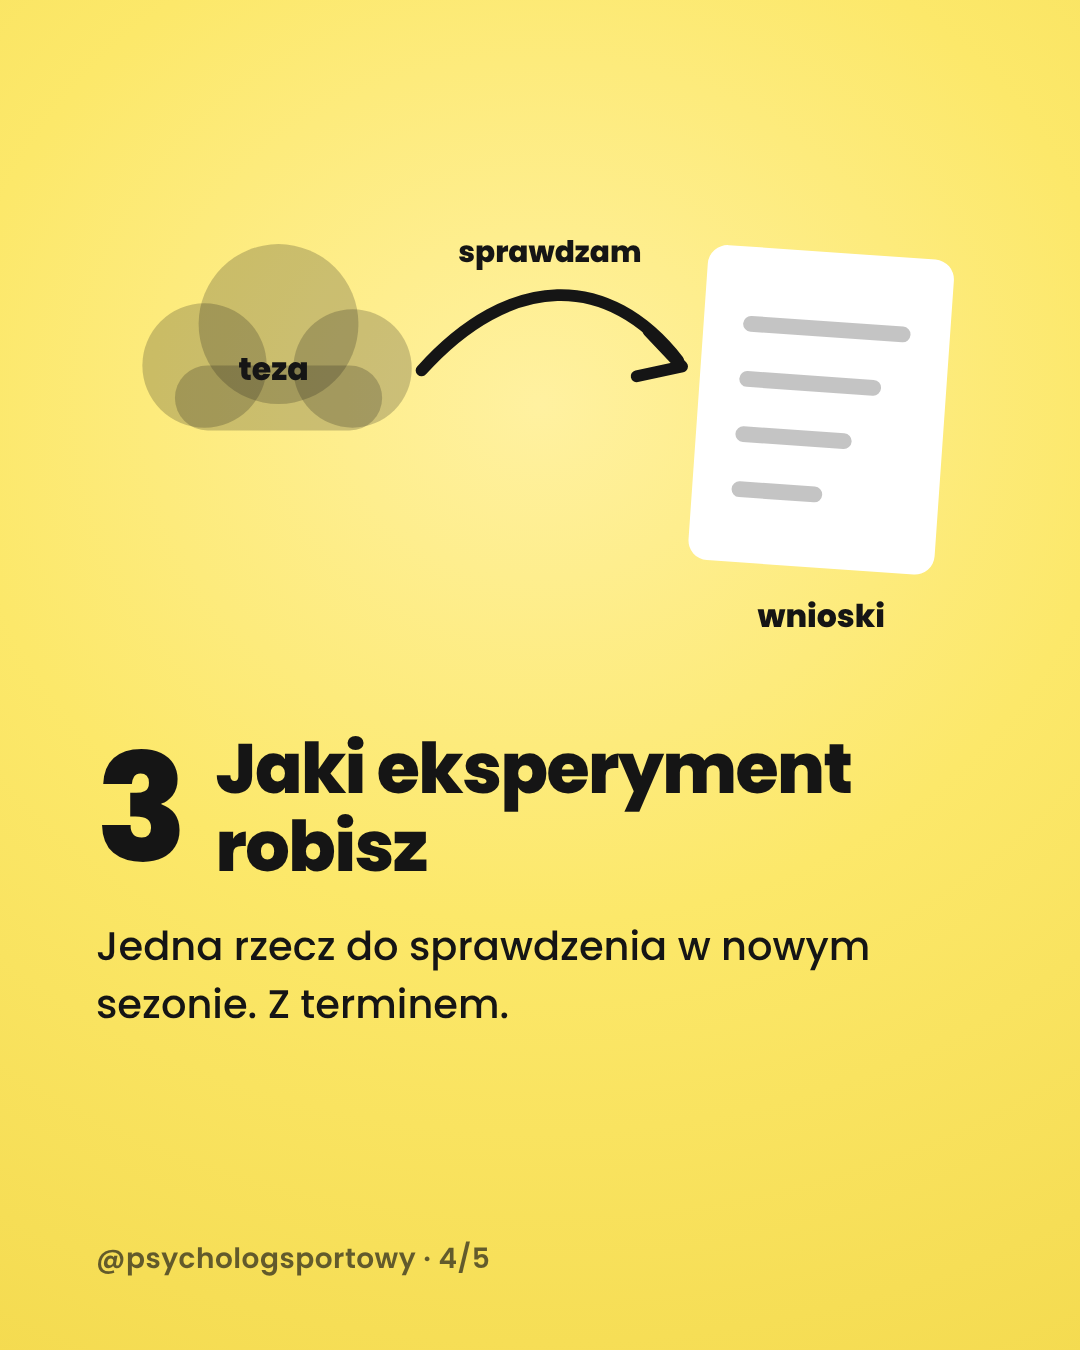 sprawdzam
teza
wnioski
3
Jaki eksperyment
robisz
Jedna rzecz do sprawdzenia w nowym
sezonie. Z terminem.
@psychologsportowy · 4/5